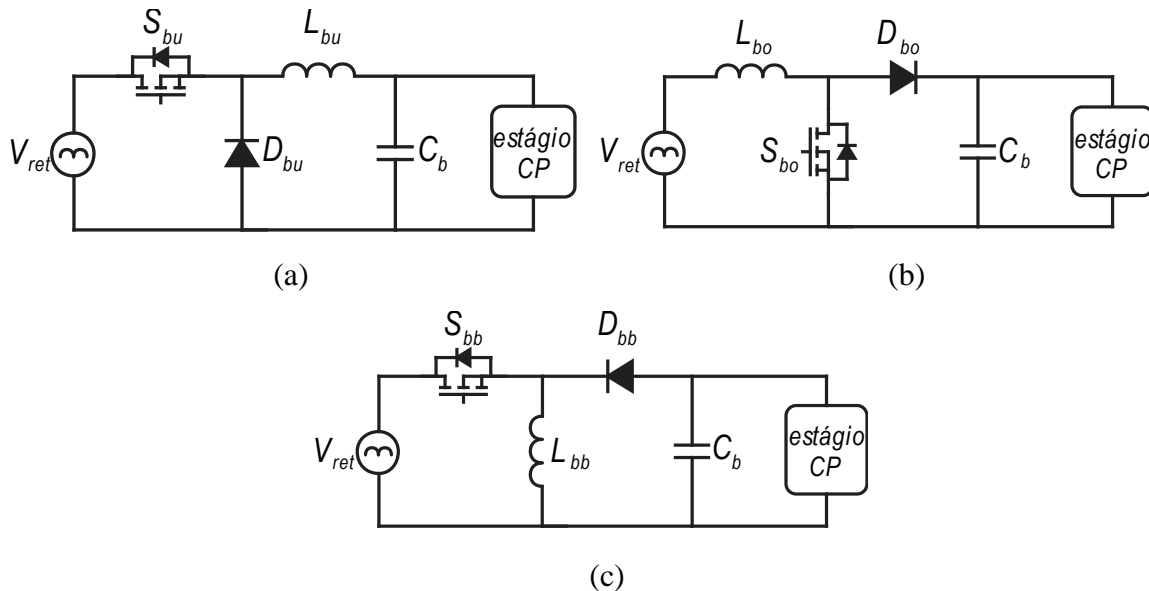 S_bu
L_bu
V_ret
D_bu
C_b
estágio
CP
(a)
L_bo
D_bo
V_ret
S_bo
C_b
estágio
CP
(b)
S_bb
D_bb
V_ret
L_bb
C_b
estágio
CP
(c)